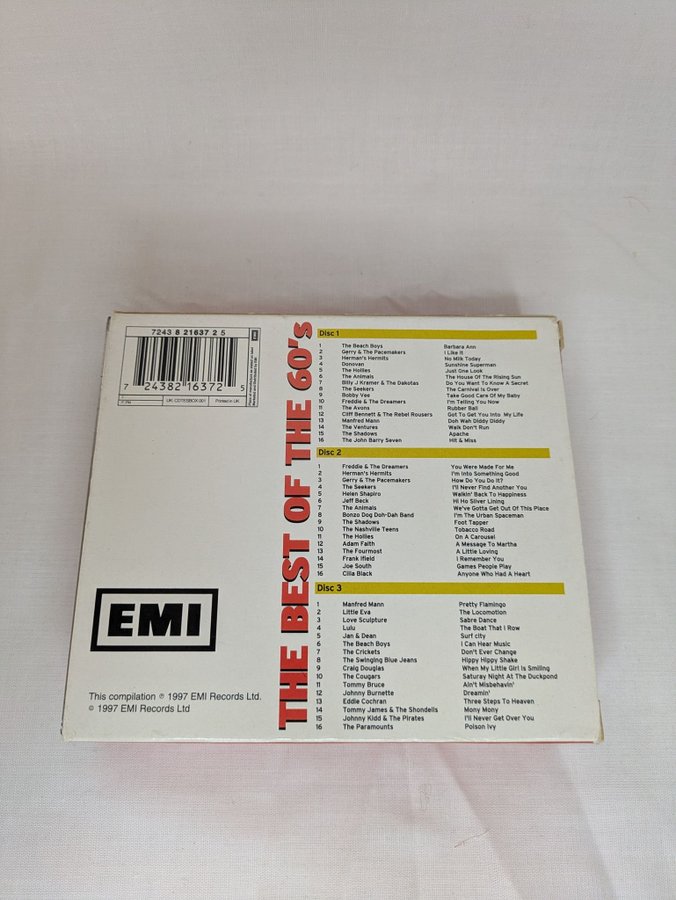 7243 8 21637 2 5
7 24382 16372 5
UK: CDTESSBOX 001 Printed in UK
EMI
This compilation ℗ 1997 EMI Records Ltd.
© 1997 EMI Records Ltd
THE BEST OF THE 60's
Disc 1
1 The Beach Boys Barbara Ann
2 Gerry & The Pacemakers I Like It
3 Herman's Hermits No Milk Today
4 Donovan Sunshine Superman
5 The Hollies Just One Look
6 The Animals The House Of The Rising Sun
7 Billy J Kramer & The Dakotas Do You Want To Know A Secret
8 The Seekers The Carnival Is Over
9 Bobby Vee Take Good Care Of My Baby
10 Freddie & The Dreamers I'm Telling You Now
11 The Avons Rubber Ball
12 Cliff Bennett & The Rebel Rousers Got To Get You Into My Life
13 Manfred Mann Doh Wah Diddy Diddy
14 The Ventures Walk Don't Run
15 The Shadows Apache
16 The John Barry Seven Hit & Miss
Disc 2
1 Freddie & The Dreamers You Were Made For Me
2 Herman's Hermits I'm Into Something Good
3 Gerry & The Pacemakers How Do You Do It?
4 The Seekers I'll Never Find Another You
5 Helen Shapiro Walkin' Back To Happiness
6 Jeff Beck Hi Ho Silver Lining
7 The Animals We've Gotta Get Out Of This Place
8 Bonzo Dog Doh-Dah Band I'm The Urban Spaceman
9 The Shadows Foot Tapper
10 The Nashville Teens Tobacco Road
11 The Hollies On A Carousel
12 Adam Faith A Message To Martha
13 The Fourmost A Little Loving
14 Frank Ifield I Remember You
15 Joe South Games People Play
16 Cilla Black Anyone Who Had A Heart
Disc 3
1 Manfred Mann Pretty Flamingo
2 Little Eva The Locomotion
3 Love Sculpture Sabre Dance
4 Lulu The Boat That I Row
5 Jan & Dean Surf city
6 The Beach Boys I Can Hear Music
7 The Crickets Don't Ever Change
8 The Swinging Blue Jeans Hippy Hippy Shake
9 Craig Douglas When My Little Girl Is Smiling
10 The Cougars Saturay Night At The Duckpond
11 Tommy Bruce Ain't Misbehavin'
12 Johnny Burnette Dreamin'
13 Eddie Cochran Three Steps To Heaven
14 Tommy James & The Shondells Mony Mony
15 Johnny Kidd & The Pirates I'll Never Get Over You
16 The Paramounts Poison Ivy